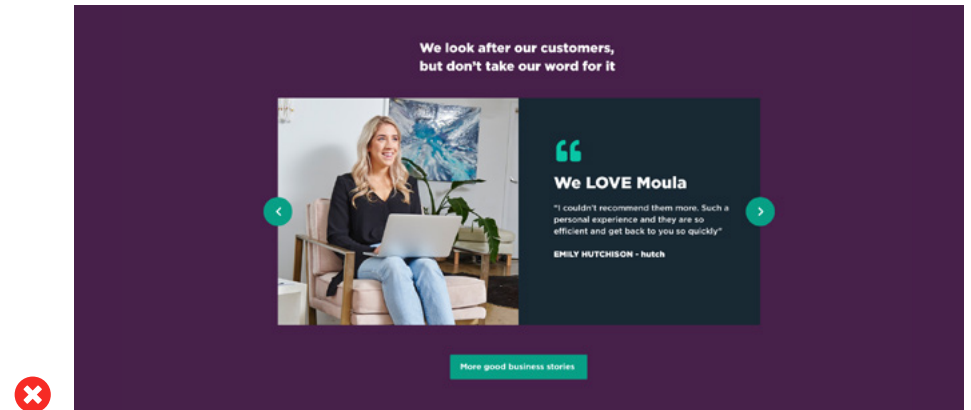 We look after our customers,
but don't take our word for it
We LOVE Moula
"I couldn't recommend them more. Such a
personal experience and they are so
efficient and get back to you so quickly"
EMILY HUTCHISON - hutch
More good business stories